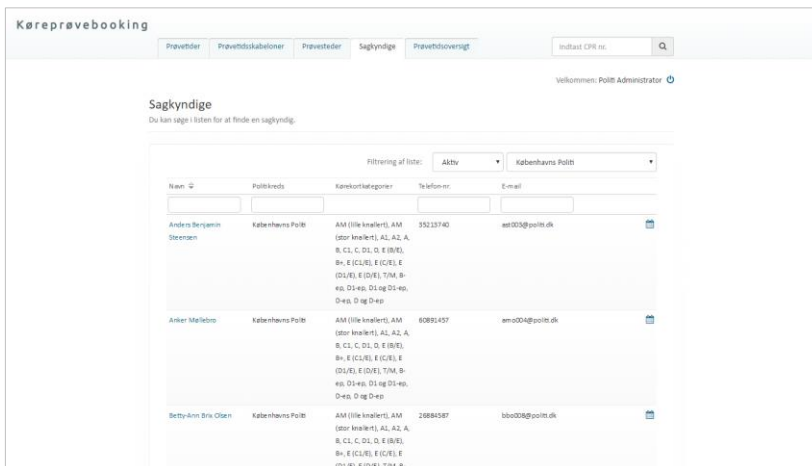 Køreprøvebooking
Prøvetider Prøvetidsskabeloner Prøvesteder Sagkyndige Prøvetidsoversigt Indtast CPR nr.
Velkommen: Politi Administrator
Sagkyndige
Du kan søge i listen for at finde en sagkyndig.
Filtrering af liste: Aktiv Københavns Politi
Navn Politikreds Kørekortkategorier Telefon-nr. E-mail
Anders Benjamin Københavns Politi AM (lille knallert), AM 35213740 ast003@politi.dk
Steensen (stor knallert), A1, A2, A,
B, C1, C, D1, D, E (B/E),
B+, E (C1/E), E (C/E), E
(D1/E), E (D/E), T/M, B-
ep, D1-ep, D1 og D1-ep,
D-ep, D og D-ep
Anker Møllebro Københavns Politi AM (lille knallert), AM 60891457 amo004@politi.dk
(stor knallert), A1, A2, A,
B, C1, C, D1, D, E (B/E),
B+, E (C1/E), E (C/E), E
(D1/E), E (D/E), T/M, B-
ep, D1-ep, D1 og D1-ep,
D-ep, D og D-ep
Betty-Ann Brix Olsen Københavns Politi AM (lille knallert), AM 26884587 bbo008@politi.dk
(stor knallert), A1, A2, A,
B, C1, C, D1, D, E (B/E),
B+, E (C1/E), E (C/E), E
(D1/E), E (D/E), T/M, B-